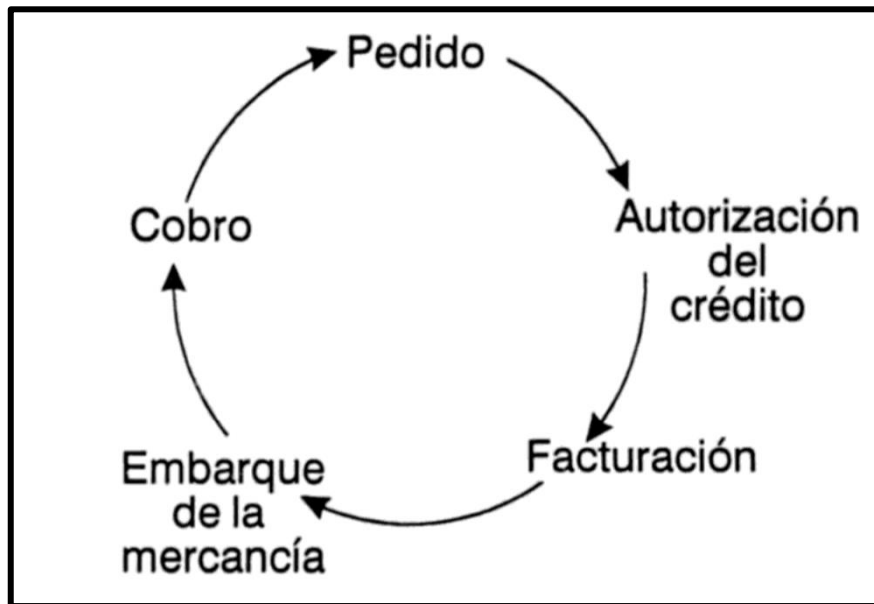 Pedido
Autorización
del
crédito
Facturación
Embarque
de la
mercancía
Cobro